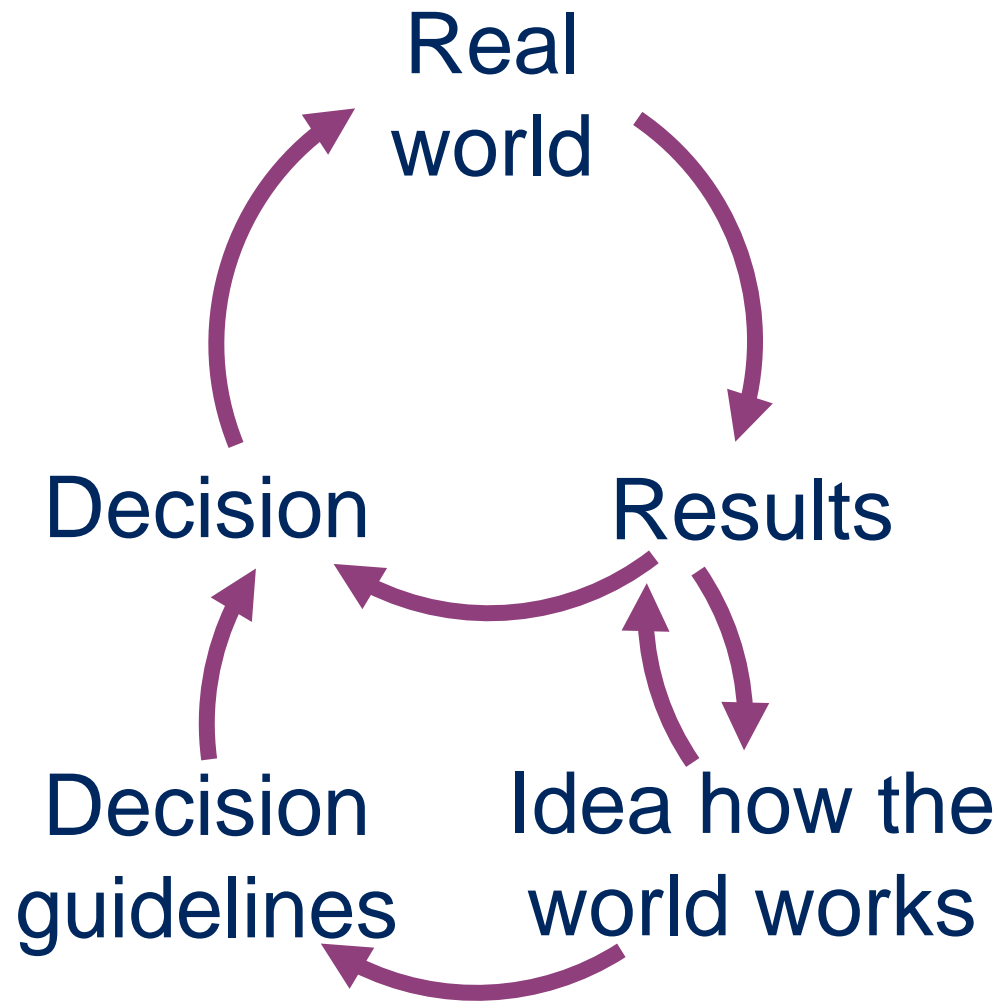 Real
world
Decision
Results
Decision
guidelines
Idea how the
world works